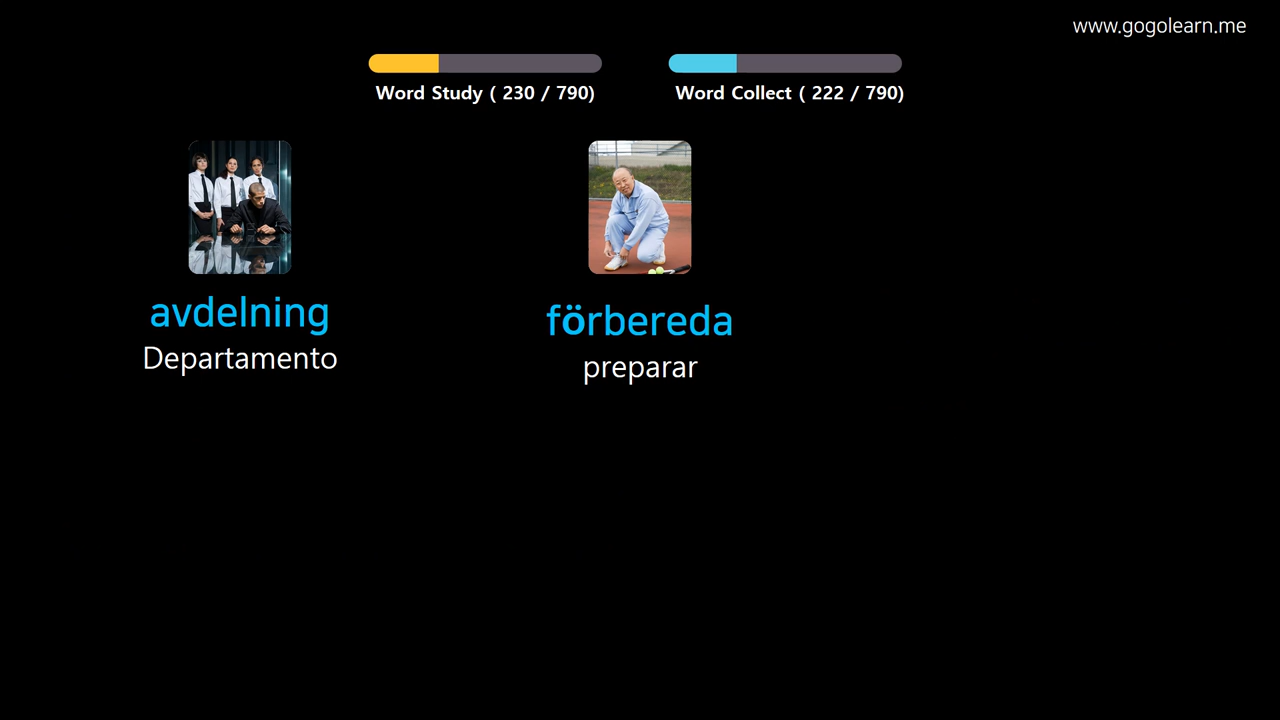 www.gogolearn.me
Word Study ( 230 / 790)
Word Collect ( 222 / 790)
avdelning
Departamento
förbereda
preparar